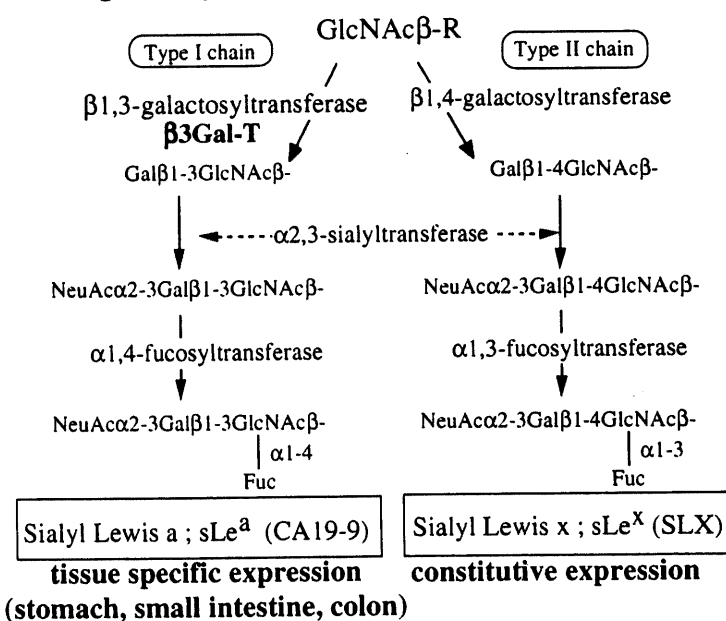 GlcNAcβ-R
Type I chain
Type II chain
β1,3-galactosyltransferase
β3Gal-T
β1,4-galactosyltransferase
Galβ1-3GlcNAcβ-
Galβ1-4GlcNAcβ-
α2,3-sialyltransferase
NeuAcα2-3Galβ1-3GlcNAcβ-
NeuAcα2-3Galβ1-4GlcNAcβ-
α1,4-fucosyltransferase
α1,3-fucosyltransferase
NeuAcα2-3Galβ1-3GlcNAcβ-
α1-4
Fuc
NeuAcα2-3Galβ1-4GlcNAcβ-
α1-3
Fuc
Sialyl Lewis a ; sLeᵃ (CA19-9)
Sialyl Lewis x ; sLeˣ (SLX)
tissue specific expression
(stomach, small intestine, colon)
constitutive expression